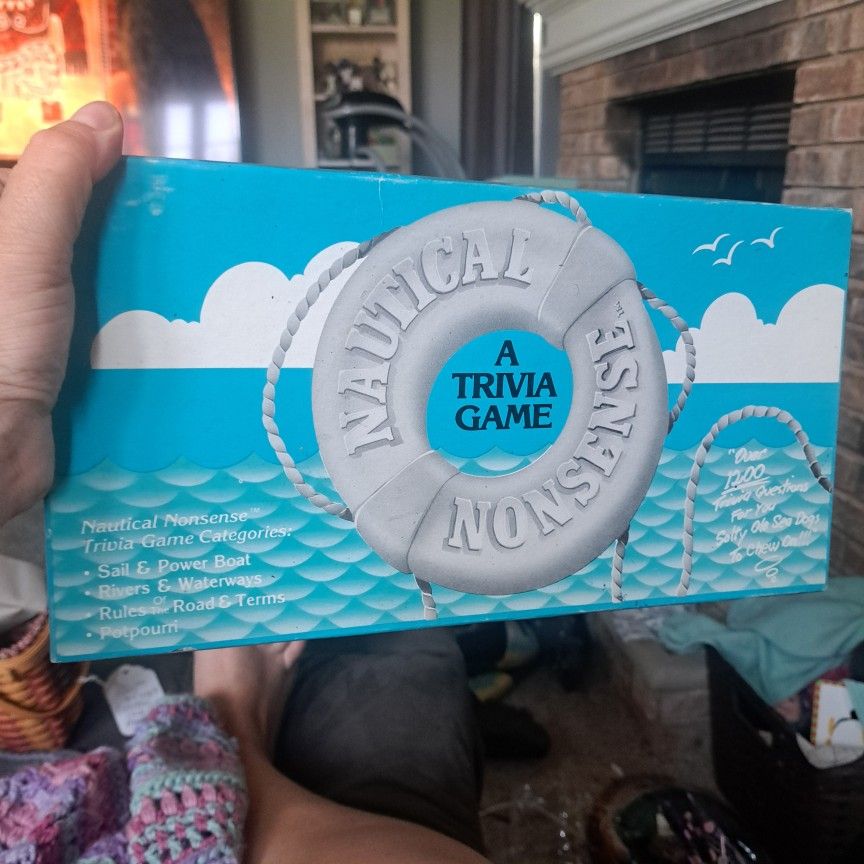 NAUTICAL
NONSENSE™
A
TRIVIA
GAME
Nautical Nonsense™
Trivia Game Categories:
• Sail & Power Boat
• Rivers & Waterways
• Rules OF THE Road & Terms
• Potpourri
"Over
1200
Trivia Questions
For You
Salty Ole Sea Dogs
To Chew On!!!"